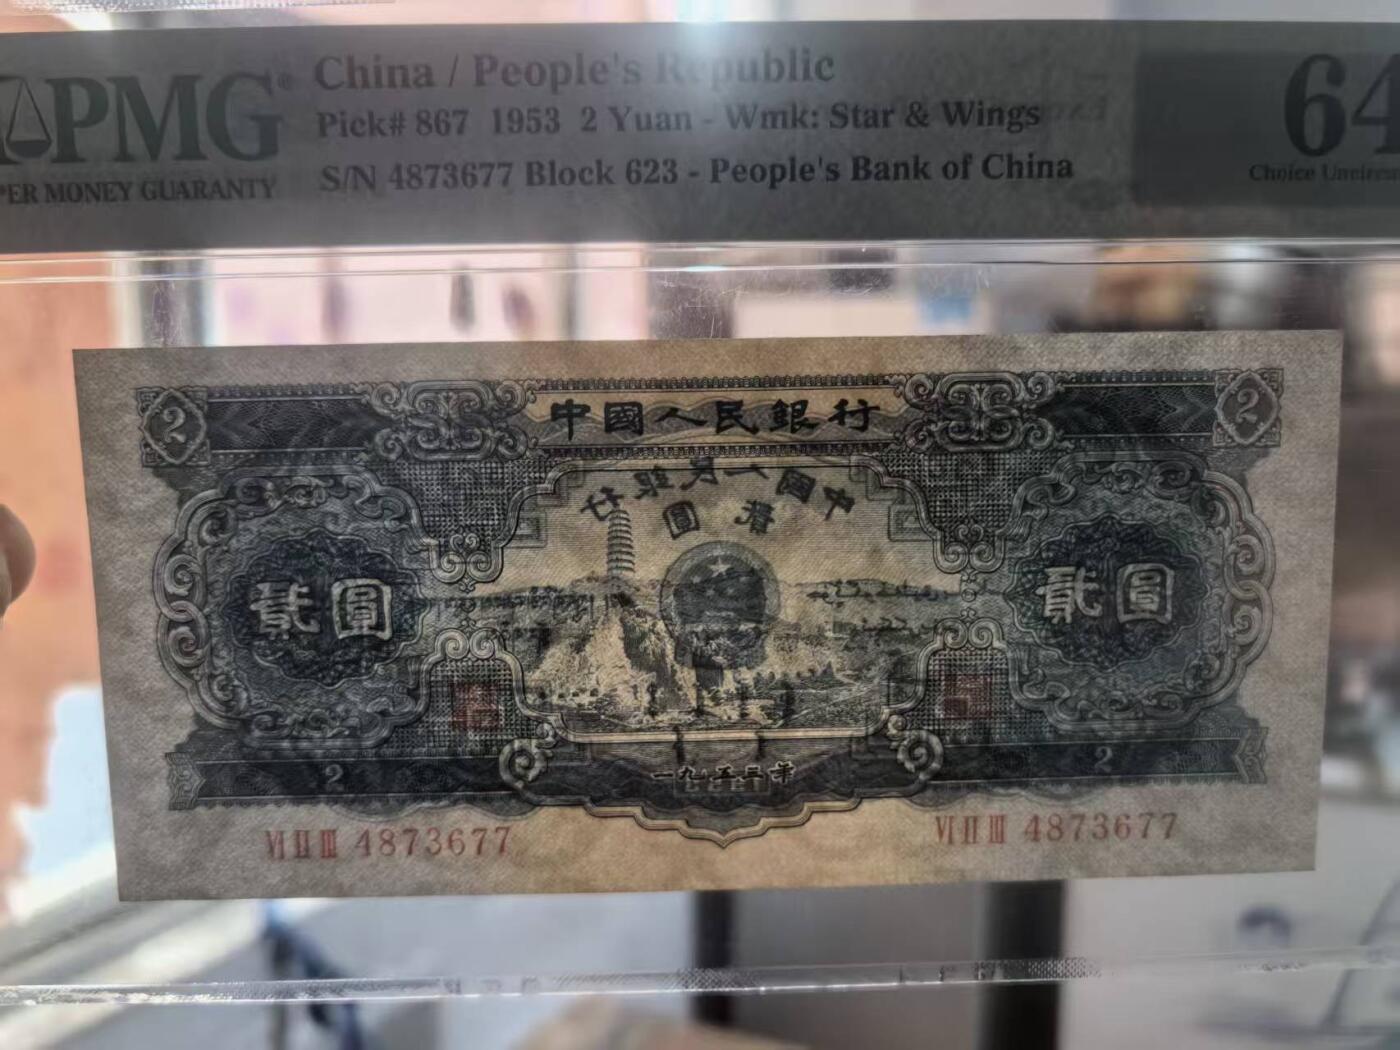 PMG
China / People's Republic
Pick# 867 1953 2 Yuan - Wmk: Star & Wings
S/N 4873677 Block 623 - People's Bank of China
PER MONEY GUARANTY
64
Choice Uncircu
2
中國人民銀行
2
中國人民銀行
貳圓
貳圓
貳圓
2
一九五三年
1953
2
VI II III 4873677
VI II III 4873677